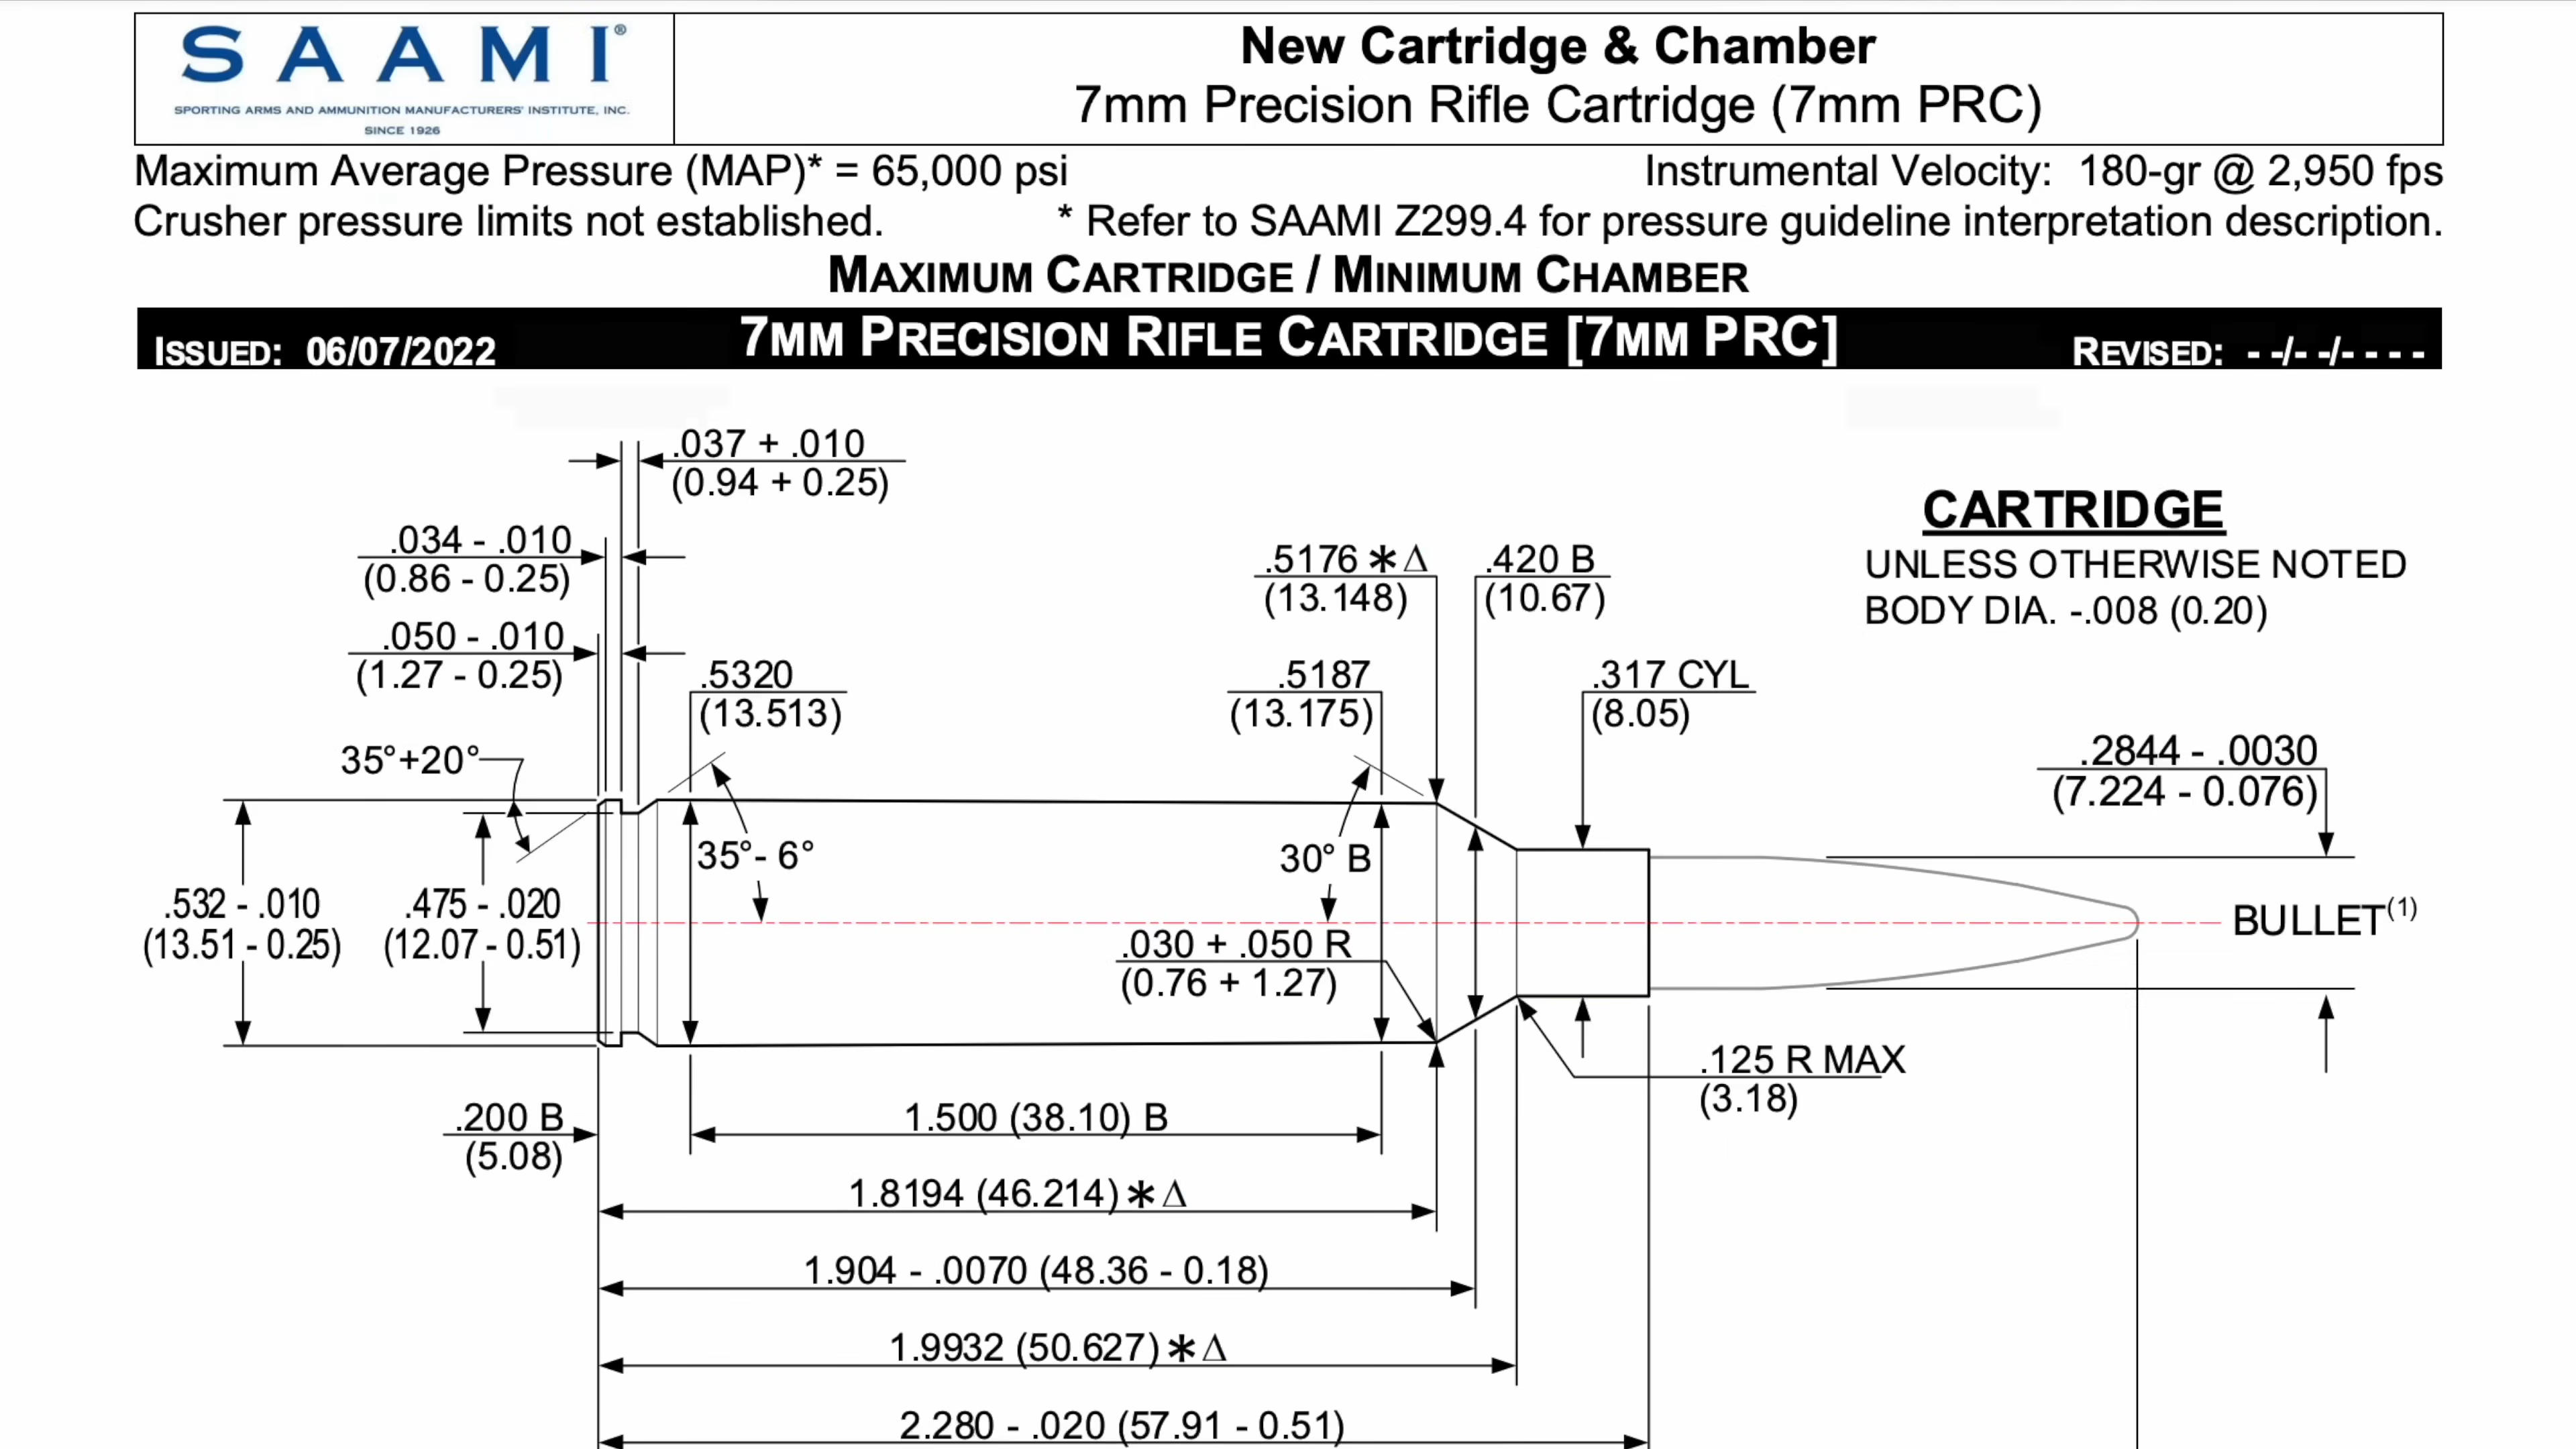 SAAMI®
SPORTING ARMS AND AMMUNITION MANUFACTURERS' INSTITUTE, INC.
SINCE 1926
New Cartridge & Chamber
7mm Precision Rifle Cartridge (7mm PRC)
Maximum Average Pressure (MAP)* = 65,000 psi
Instrumental Velocity: 180-gr @ 2,950 fps
Crusher pressure limits not established.
* Refer to SAAMI Z299.4 for pressure guideline interpretation description.
MAXIMUM CARTRIDGE / MINIMUM CHAMBER
ISSUED: 06/07/2022
7MM PRECISION RIFLE CARTRIDGE [7MM PRC]
REVISED: - -/- -/- - - -
.037 + .010
(0.94 + 0.25)
CARTRIDGE
UNLESS OTHERWISE NOTED
BODY DIA. -.008 (0.20)
.034 - .010
(0.86 - 0.25)
.5176 ∗ Δ
(13.148)
.420 B
(10.67)
.050 - .010
(1.27 - 0.25)
.5320
(13.513)
.5187
(13.175)
.317 CYL
(8.05)
.2844 - .0030
(7.224 - 0.076)
35°+20°
35°- 6°
30° B
.532 - .010
(13.51 - 0.25)
.475 - .020
(12.07 - 0.51)
.030 + .050 R
(0.76 + 1.27)
BULLET(1)
.125 R MAX
(3.18)
.200 B
(5.08)
1.500 (38.10) B
1.8194 (46.214) ∗ Δ
1.904 - .0070 (48.36 - 0.18)
1.9932 (50.627) ∗ Δ
2.280 - .020 (57.91 - 0.51)